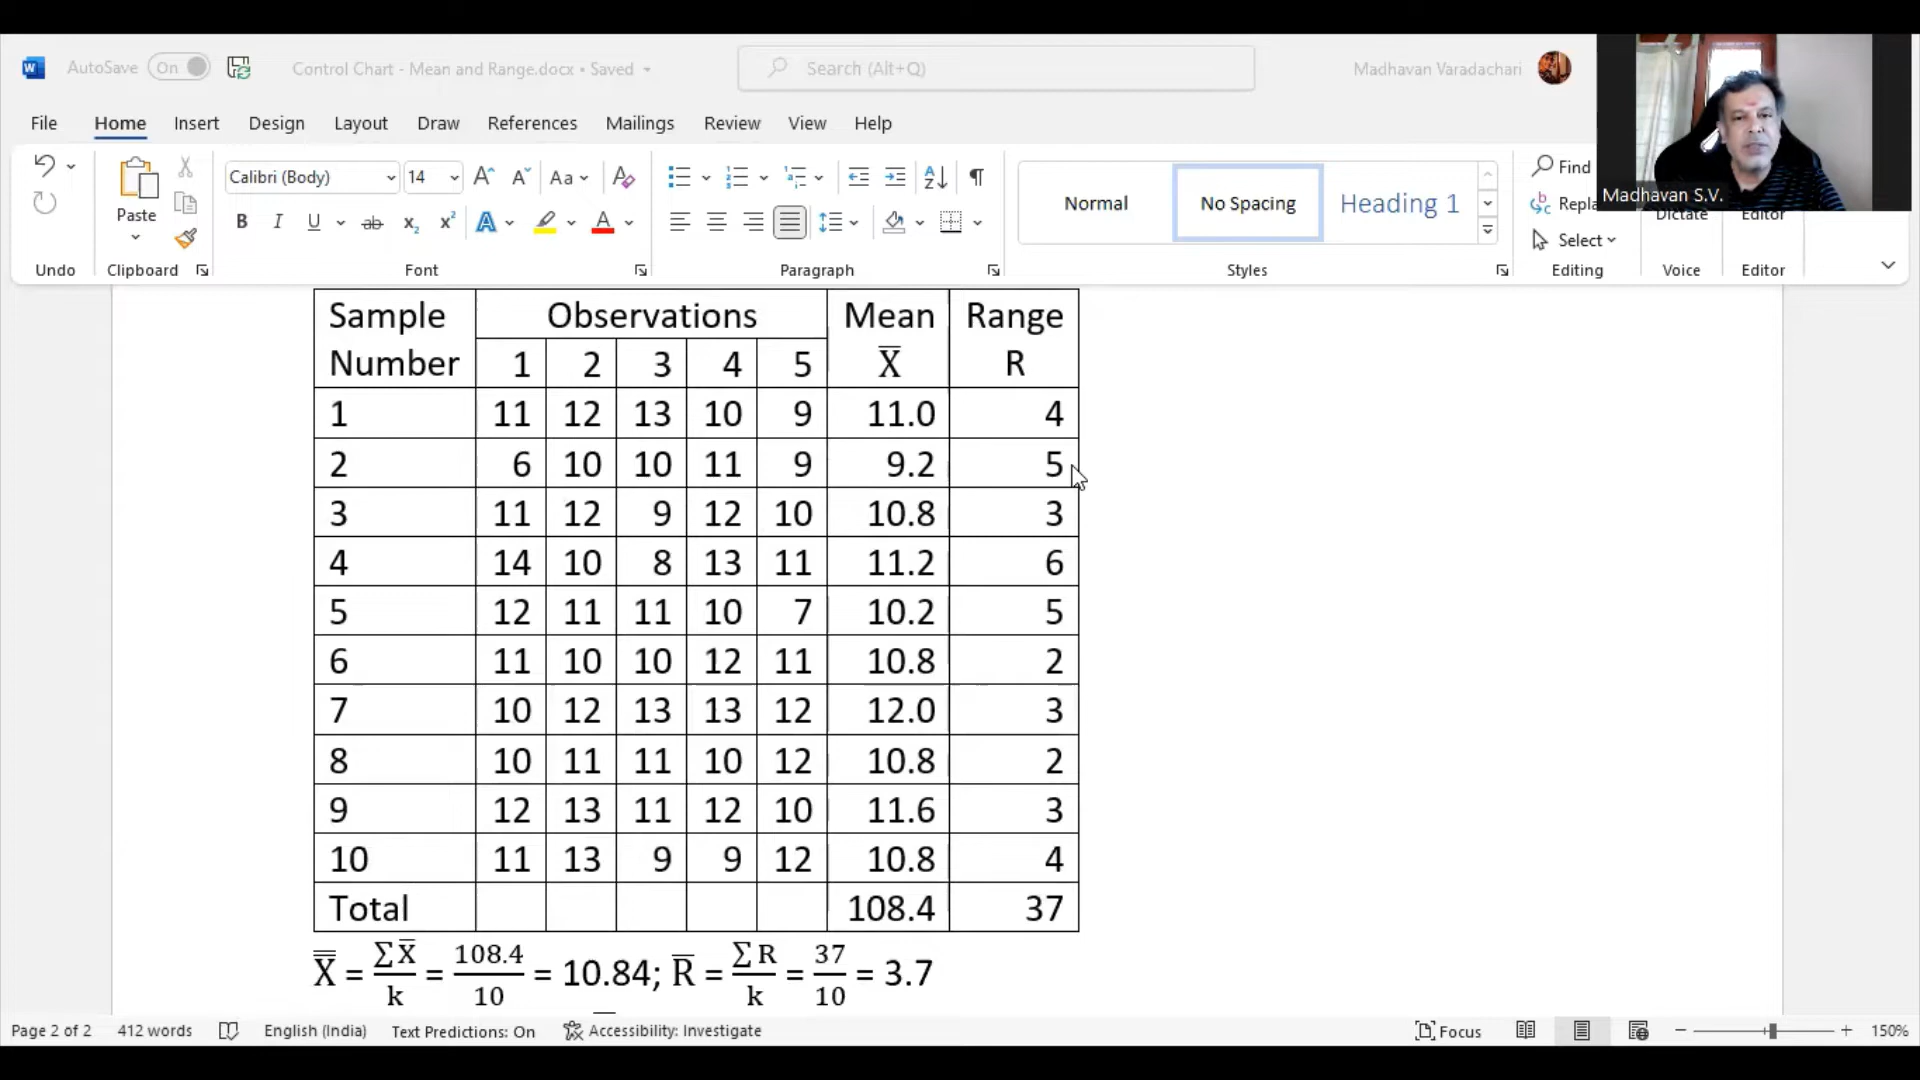 AutoSave On Control Chart - Mean and Range.docx • Saved Search (Alt+Q) Madhavan Varadachari
File Home Insert Design Layout Draw References Mailings Review View Help
Calibri (Body) 14 Aa Normal No Spacing Heading 1 Find
Paste Madhavan S.V.
B I U ab x₂ x² A A Select Dictate Editor
Undo Clipboard Font Paragraph Styles Editing Voice Editor
Sample Observations Mean Range
Number 1 2 3 4 5 X̅ R
1 11 12 13 10 9 11.0 4
2 6 10 10 11 9 9.2 5
3 11 12 9 12 10 10.8 3
4 14 10 8 13 11 11.2 6
5 12 11 11 10 7 10.2 5
6 11 10 10 12 11 10.8 2
7 10 12 13 13 12 12.0 3
8 10 11 11 10 12 10.8 2
9 12 13 11 12 10 11.6 3
10 11 13 9 9 12 10.8 4
Total 108.4 37
X̿ = ∑X̅/k = 108.4/10 = 10.84; R̅ = ∑R/k = 37/10 = 3.7
Page 2 of 2 412 words English (India) Text Predictions: On Accessibility: Investigate Focus 150%